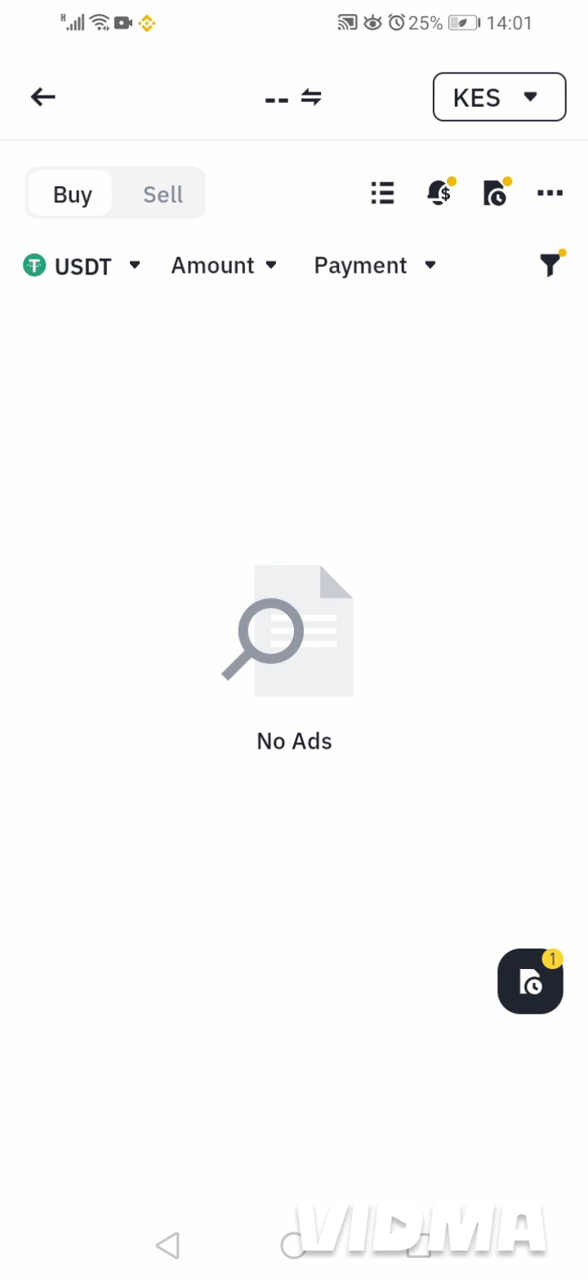 H 25% 14:01
-- KES
Buy Sell
$
USDT Amount Payment
No Ads
1
VIDMA